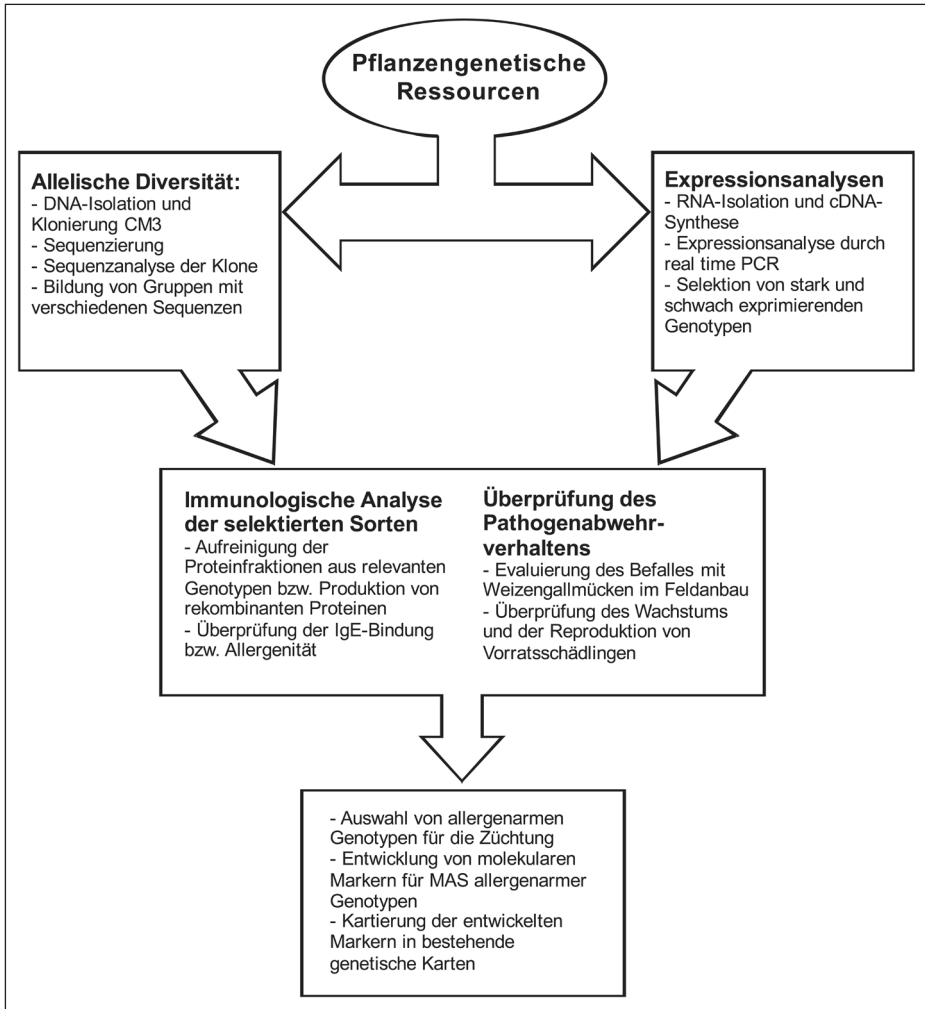 Pflanzengenetische
Ressourcen
Allelische Diversität:
- DNA-Isolation und
Klonierung CM3
- Sequenzierung
- Sequenzanalyse der Klone
- Bildung von Gruppen mit
verschiedenen Sequenzen
Expressionsanalysen
- RNA-Isolation und cDNA-
Synthese
- Expressionsanalyse durch
real time PCR
- Selektion von stark und
schwach exprimierenden
Genotypen
Immunologische Analyse
der selektierten Sorten
- Aufreinigung der
Proteinfraktionen aus relevanten
Genotypen bzw. Produktion von
rekombinanten Proteinen
- Überprüfung der IgE-Bindung
bzw. Allergenität
Überprüfung des
Pathogenabwehr-
verhaltens
- Evaluierung des Befalles mit
Weizengallmücken im Feldanbau
- Überprüfung des Wachstums
und der Reproduktion von
Vorratsschädlingen
- Auswahl von allergenarmen
Genotypen für die Züchtung
- Entwicklung von molekularen
Markern für MAS allergenarmer
Genotypen
- Kartierung der entwickelten
Markern in bestehende
genetische Karten